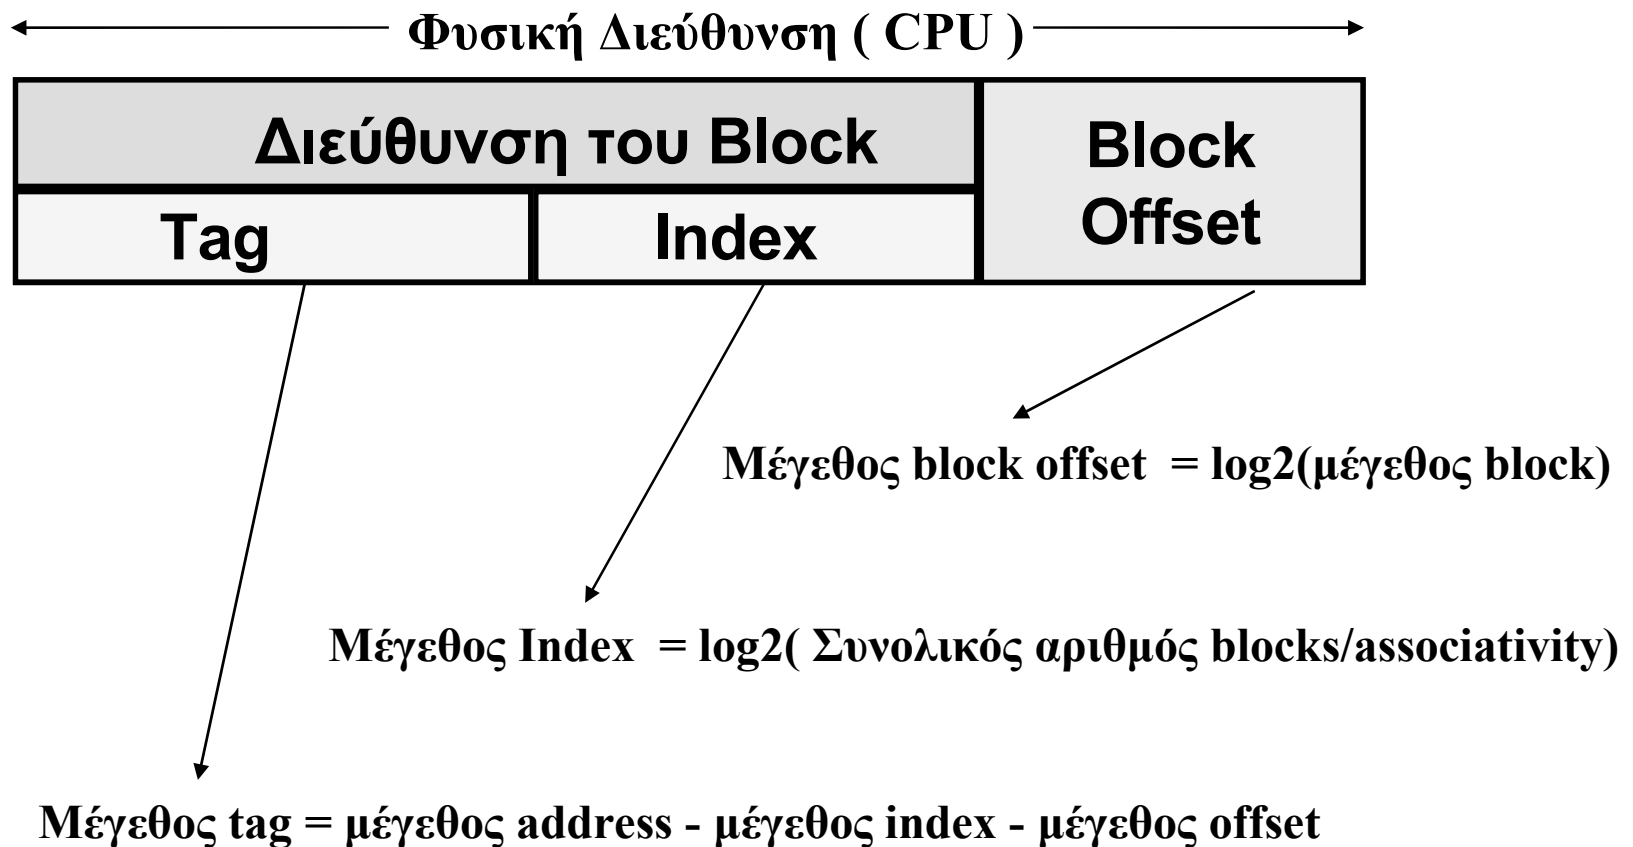 Φυσική Διεύθυνση ( CPU )
Διεύθυνση του Block
Block
Offset
Tag
Index
Μέγεθος block offset = log2(μέγεθος block)
Μέγεθος Index = log2( Συνολικός αριθμός blocks/associativity)
Μέγεθος tag = μέγεθος address - μέγεθος index - μέγεθος offset